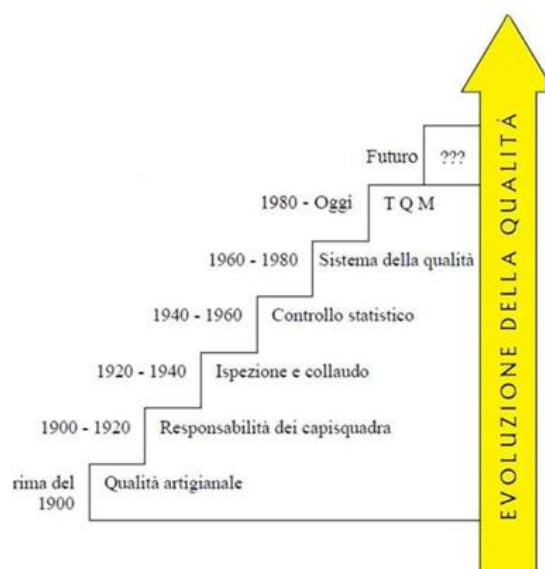 Futuro ???
1980 - Oggi T Q M
1960 - 1980 Sistema della qualità
1940 - 1960 Controllo statistico
1920 - 1940 Ispezione e collaudo
1900 - 1920 Responsabilità dei capisquadra
rima del Qualità artigianale
1900
EVOLUZIONE DELLA QUALITÀ